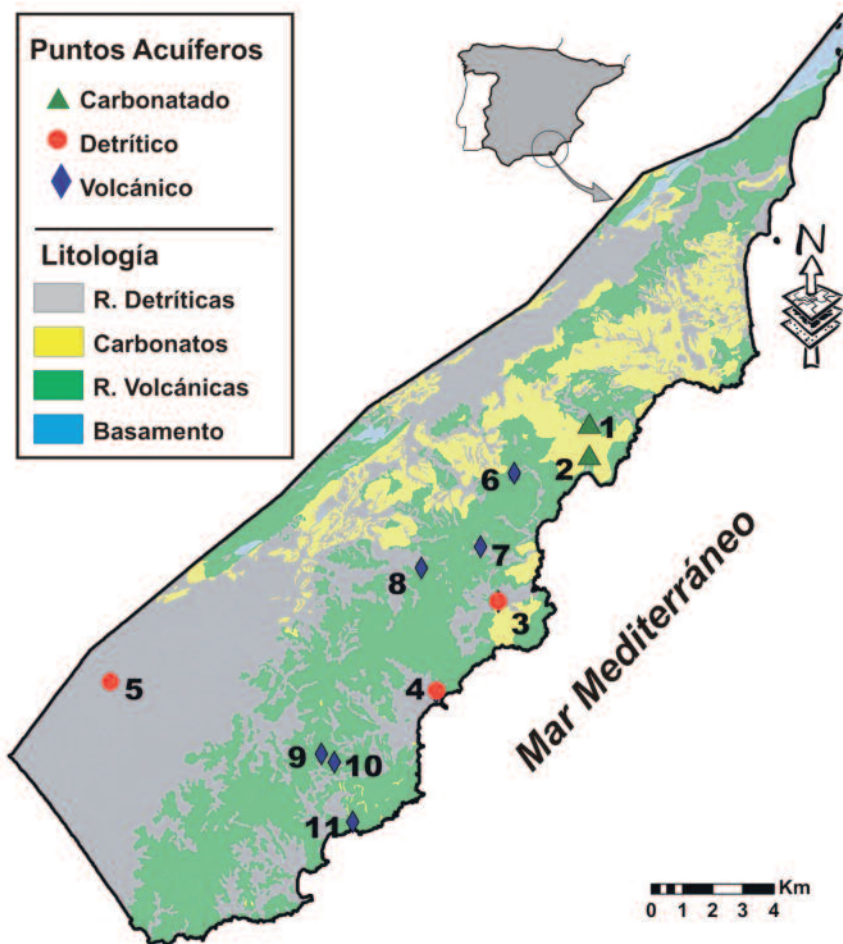 Puntos Acuíferos
Carbonatado
Detrítico
Volcánico
Litología
R. Detríticas
Carbonatos
R. Volcánicas
Basamento
N
1
2
6
7
8
3
5
4
9
10
11
Mar Mediterráneo
Km
0 1 2 3 4